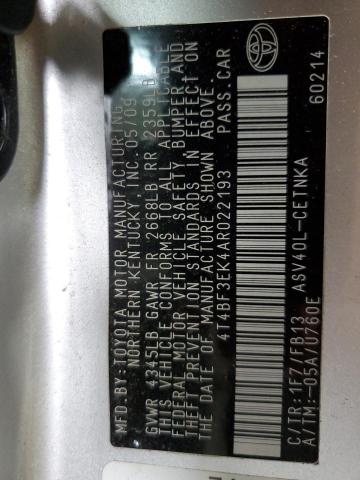 MFD.BY:TOYOTA MOTOR MANUFACTURING
NORTHERN KENTUCKY, INC.05/09
GVWR 4345LB GAWR FR 2668LB RR
THIS VEHICLE CONFORMS TO ALL APPLICABLE
FEDERAL MOTOR VEHICLE SAFETY, BUMPER AND
THEFT PREVENTION STANDARDS IN EFFECT ON
DATE OF MANUFACTURE SHOWN ABOVE.
4T4BF3EK4AR022193 PASS.CAR
ASV40L-CETNKA
C/TR:1F7/FB13
A/TM:-05A/U760E 60214